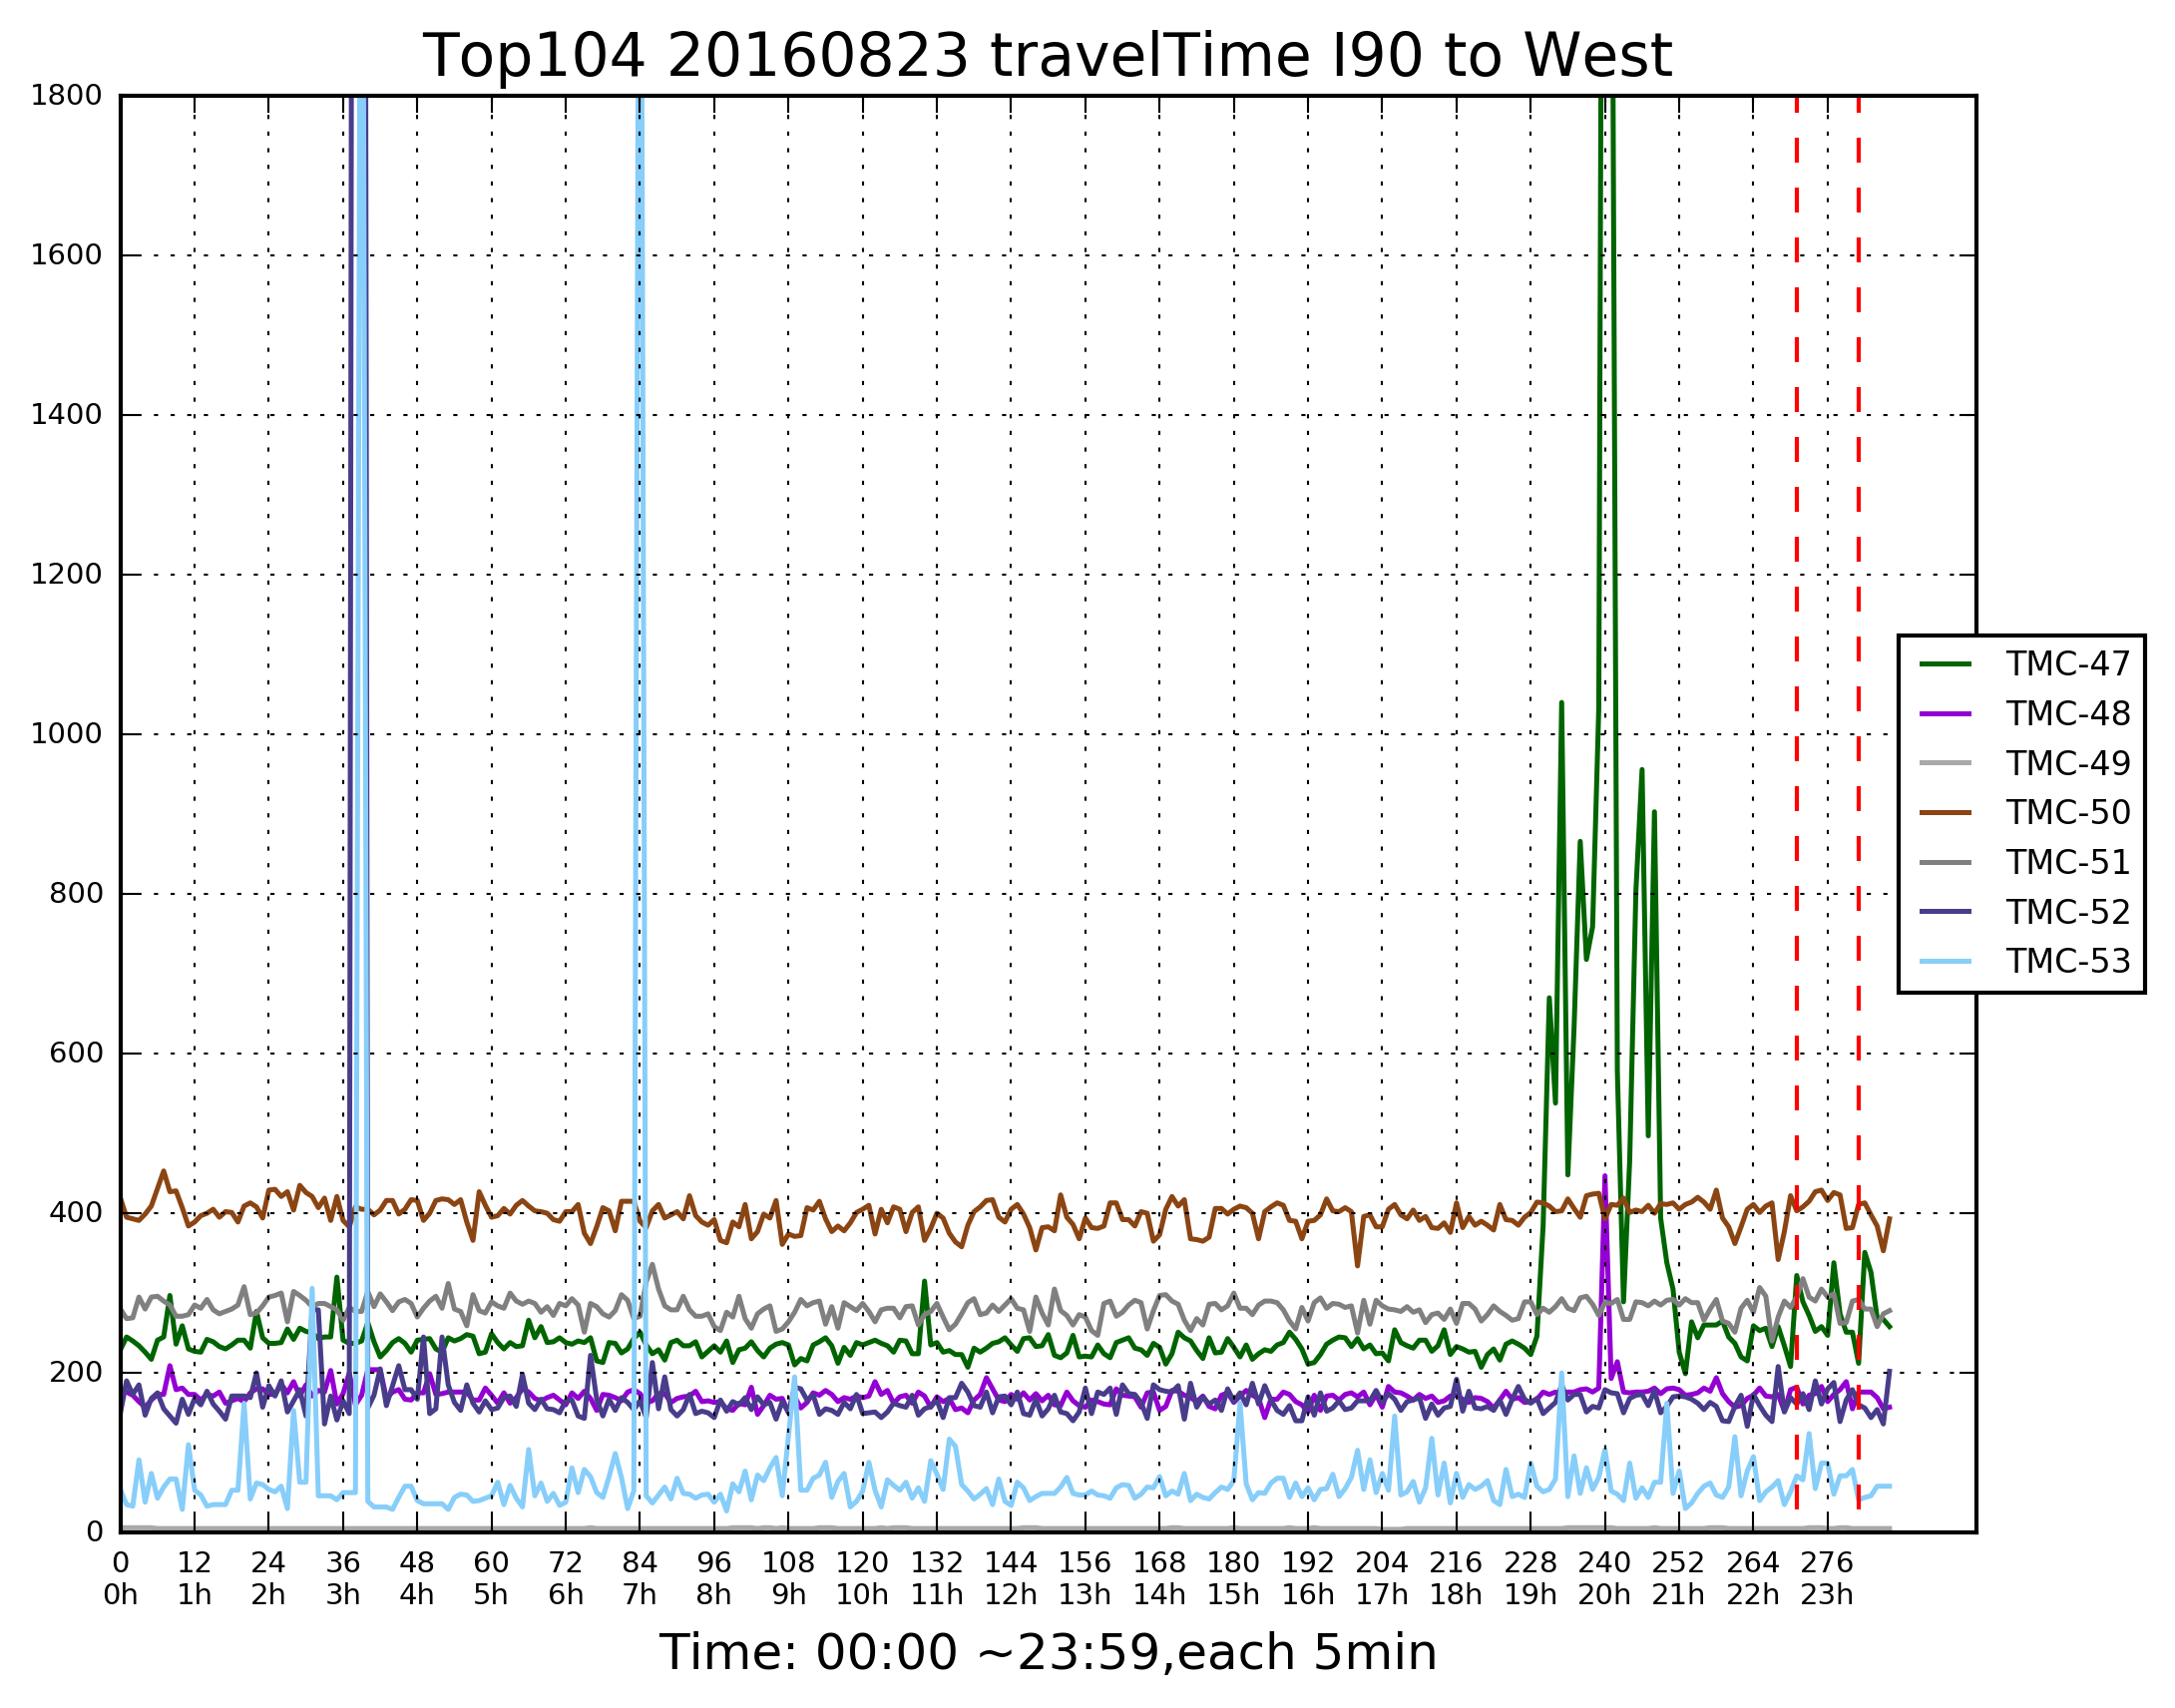 Top104 20160823 travelTime I90 to West
1800
1600
1400
1200
1000
800
600
400
200
0
TMC-47
TMC-48
TMC-49
TMC-50
TMC-51
TMC-52
TMC-53
0 12 24 36 48 60 72 84 96 108 120 132 144 156 168 180 192 204 216 228 240 252 264 276
0h 1h 2h 3h 4h 5h 6h 7h 8h 9h 10h 11h 12h 13h 14h 15h 16h 17h 18h 19h 20h 21h 22h 23h
Time: 00:00 ~23:59,each 5min